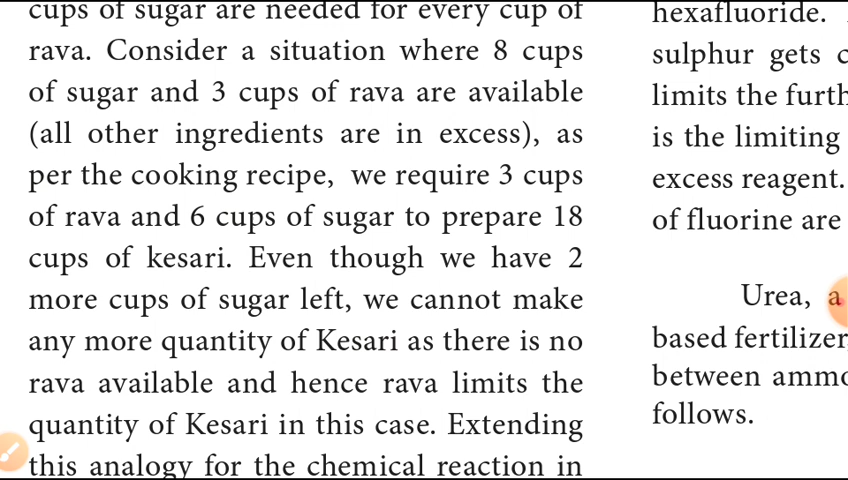 cups of sugar are needed for every cup of
rava. Consider a situation where 8 cups
of sugar and 3 cups of rava are available
(all other ingredients are in excess), as
per the cooking recipe, we require 3 cups
of rava and 6 cups of sugar to prepare 18
cups of kesari. Even though we have 2
more cups of sugar left, we cannot make
any more quantity of Kesari as there is no
rava available and hence rava limits the
quantity of Kesari in this case. Extending
this analogy for the chemical reaction in
hexafluoride.
sulphur gets
limits the
is the limiting
excess reagent.
of fluorine are
Urea, a
based fertilizer,
between
follows.